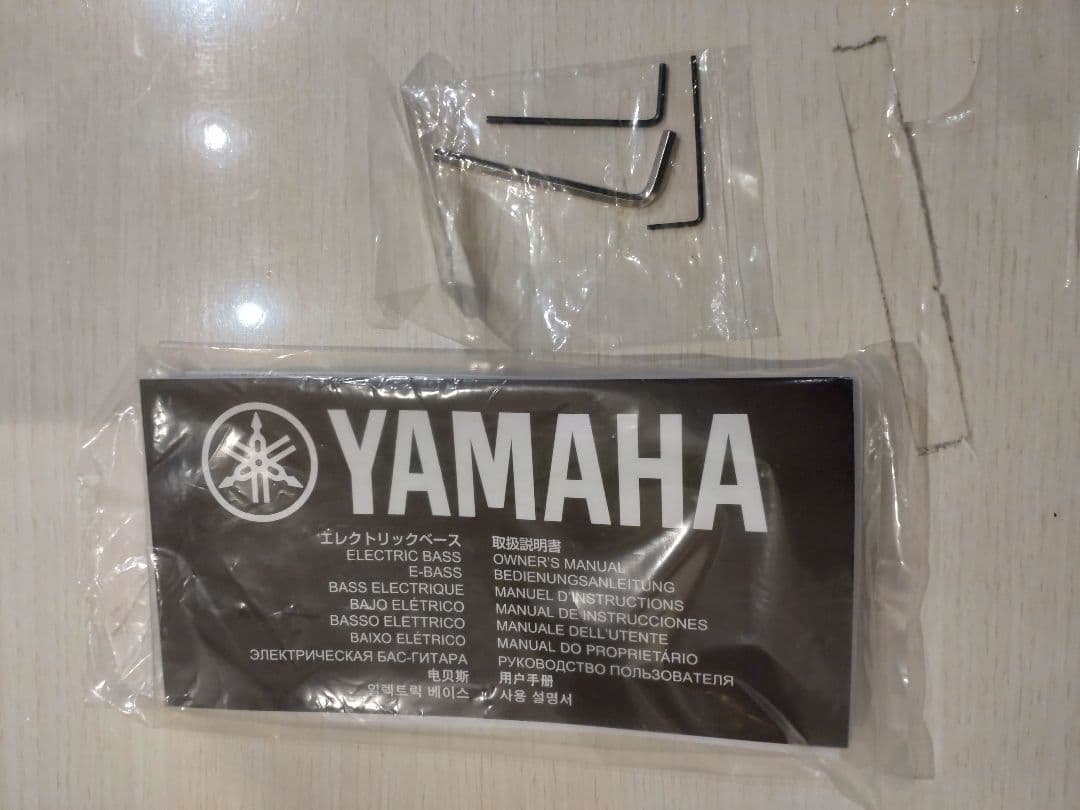 YAMAHA
エレクトリックベース 取扱説明書
ELECTRIC BASS OWNER'S MANUAL
E-BASS BEDIENUNGSANLEITUNG
BASS ELECTRIQUE MANUEL D'INSTRUCTIONS
BAJO ELÉTRICO MANUAL DE INSTRUCCIONES
BASSO ELETTRICO MANUALE DELL'UTENTE
BAIXO ELÉTRICO MANUAL DO PROPRIETÁRIO
ЭЛЕКТРИЧЕСКАЯ БАС-ГИТАРА РУКОВОДСТВО ПОЛЬЗОВАТЕЛЯ
电贝斯 用户手册
일렉트릭 베이스 사용 설명서